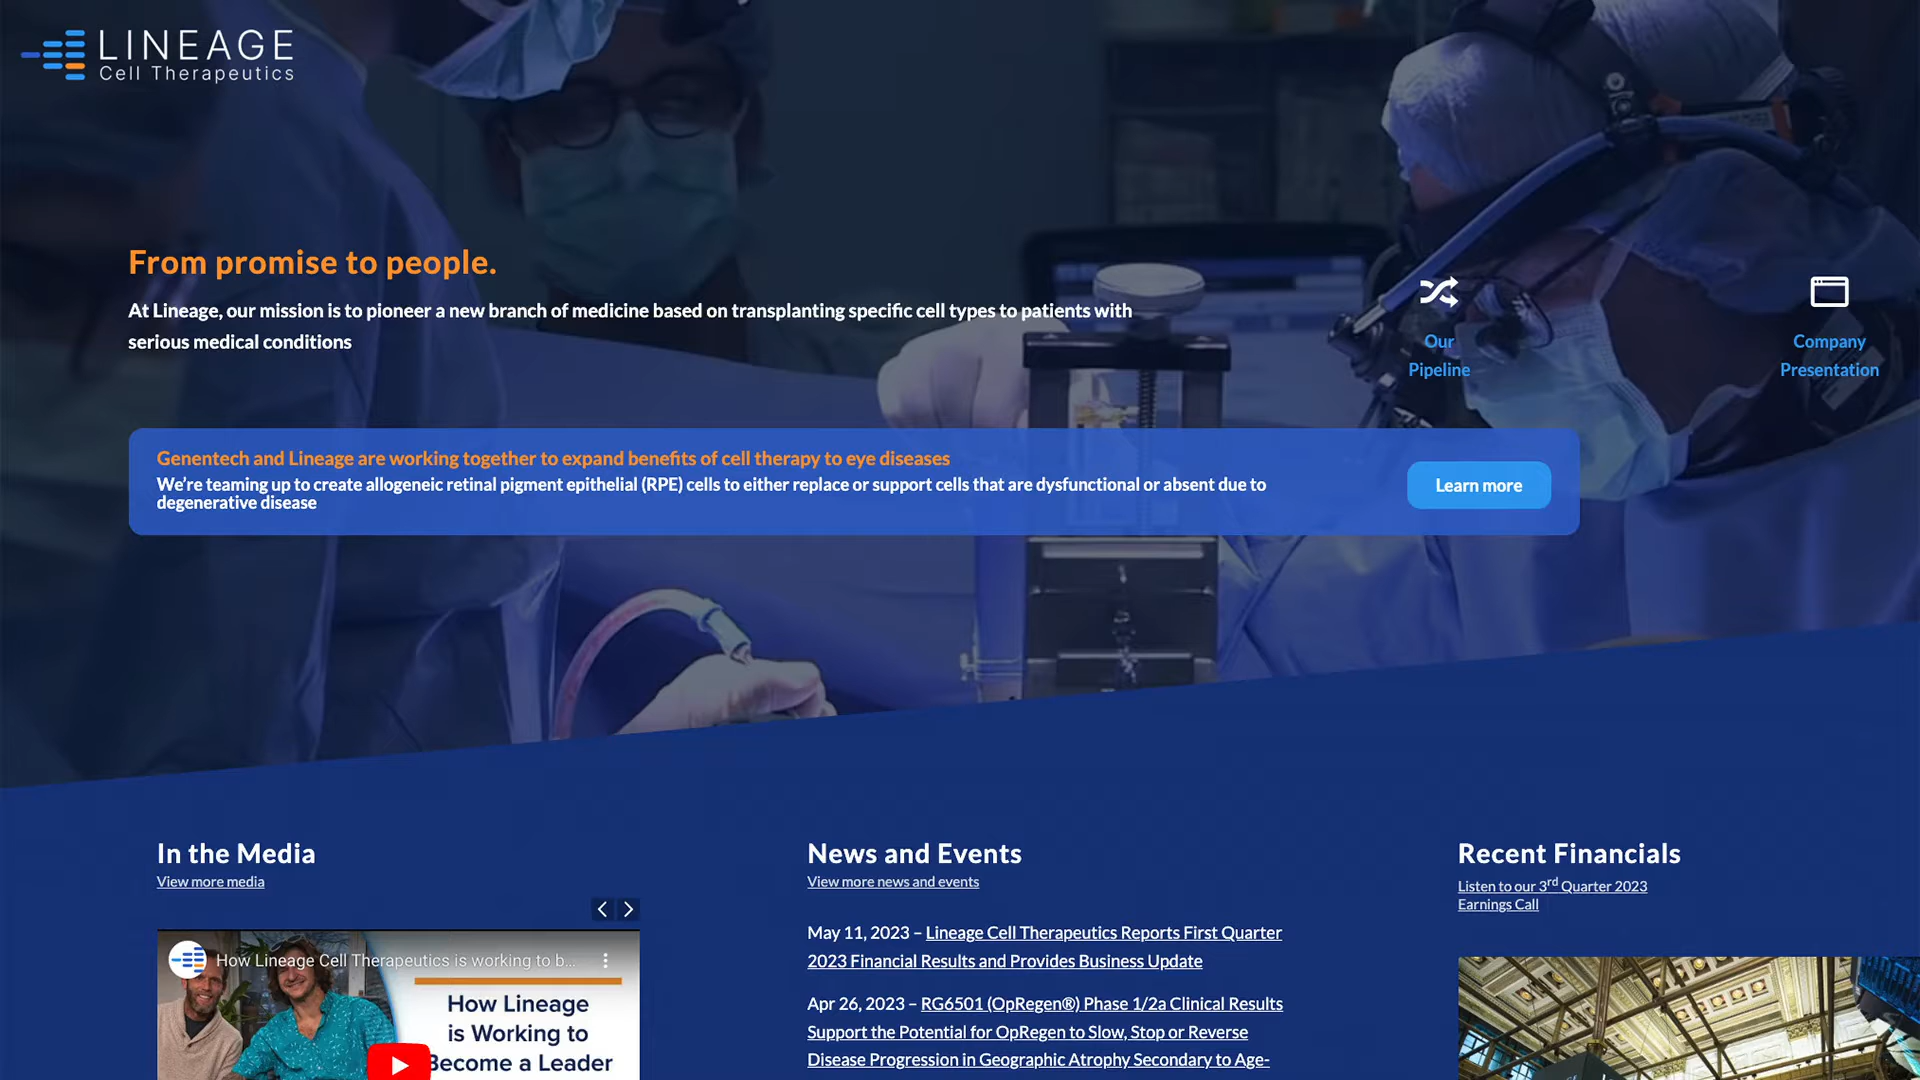 LINEAGE
Cell Therapeutics
From promise to people.
At Lineage, our mission is to pioneer a new branch of medicine based on transplanting specific cell types to patients with
serious medical conditions
Our
Pipeline
Company
Presentation
Genentech and Lineage are working together to expand benefits of cell therapy to eye diseases
We're teaming up to create allogeneic retinal pigment epithelial (RPE) cells to either replace or support cells that are dysfunctional or absent due to
degenerative disease
Learn more
In the Media
View more media
How Lineage Cell Therapeutics is working to b...
How Lineage
is Working to
Become a Leader
News and Events
View more news and events
May 11, 2023 – Lineage Cell Therapeutics Reports First Quarter
2023 Financial Results and Provides Business Update
Apr 26, 2023 – RG6501 (OpRegen®) Phase 1/2a Clinical Results
Support the Potential for OpRegen to Slow, Stop or Reverse
Disease Progression in Geographic Atrophy Secondary to Age-
Recent Financials
Listen to our 3rd Quarter 2023
Earnings Call